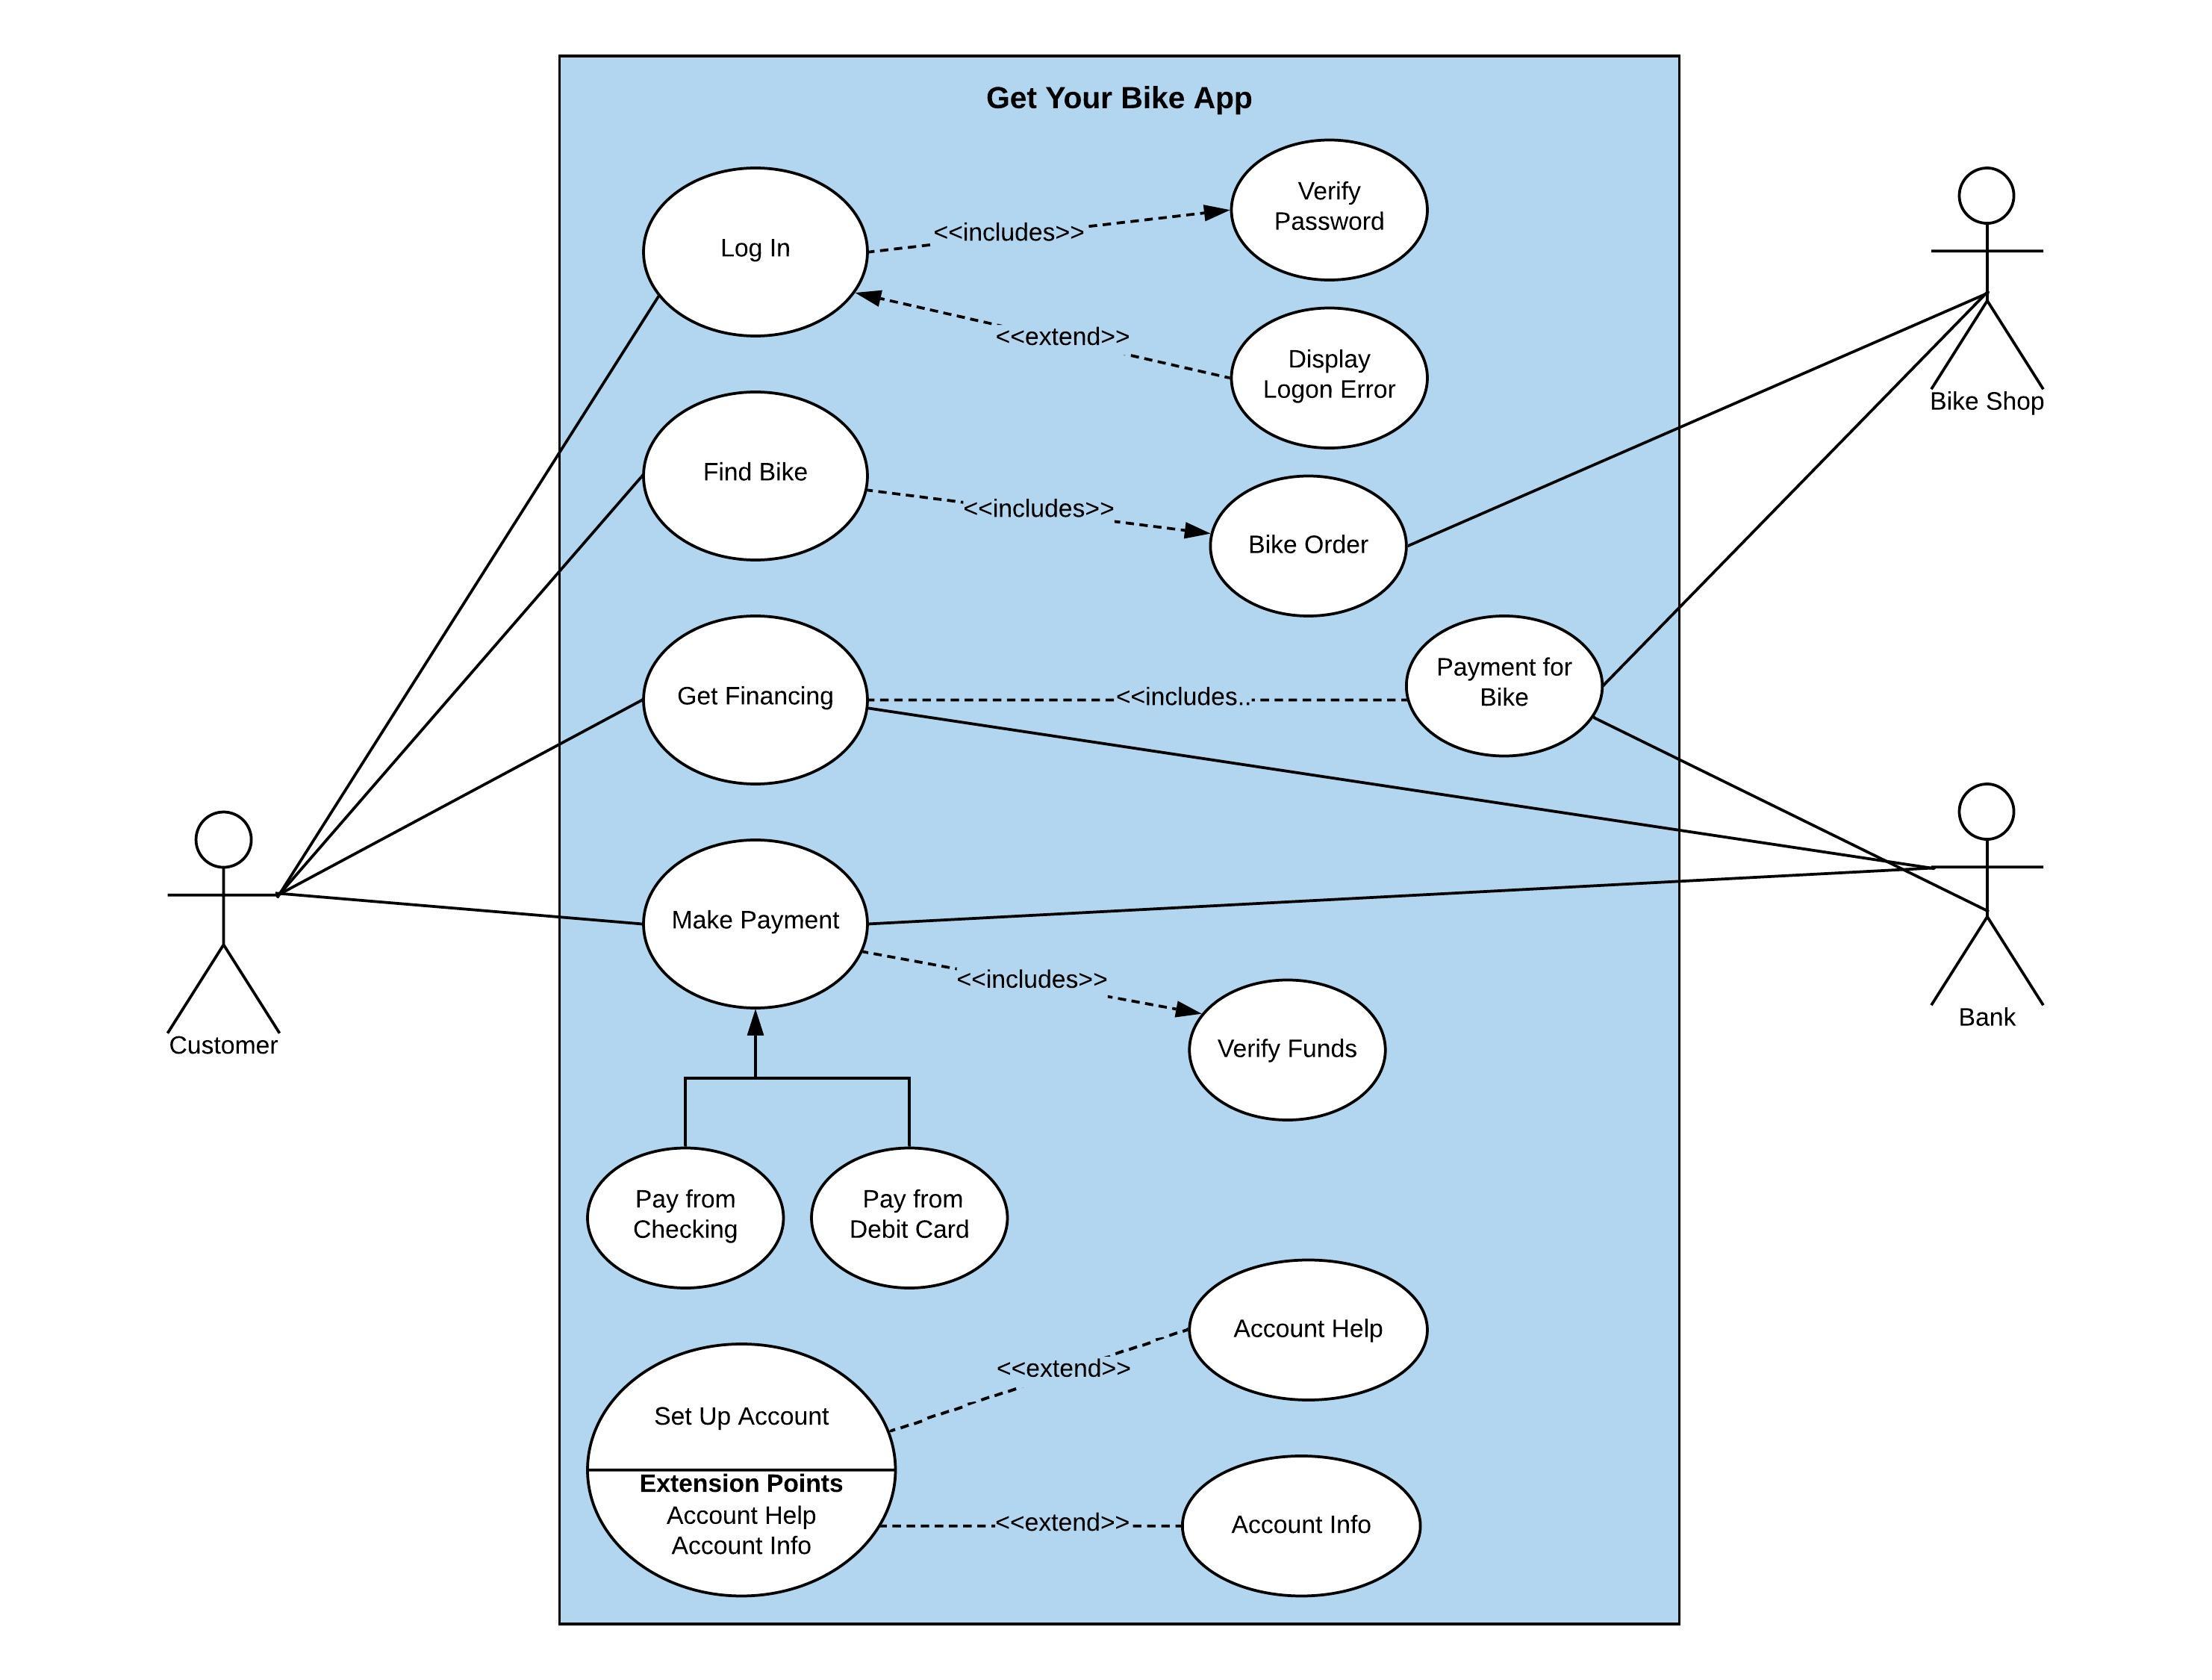 Get Your Bike App
Verify
Password
Log In
<<includes>>
<<extend>>
Display
Logon Error
Bike Shop
Find Bike
<<includes>>
Bike Order
Payment for
Bike
Get Financing
<<includes..
Make Payment
<<includes>>
Bank
Customer
Verify Funds
Pay from
Checking
Pay from
Debit Card
Account Help
<<extend>>
Set Up Account
Extension Points
Account Help
Account Info
<<extend>>
Account Info